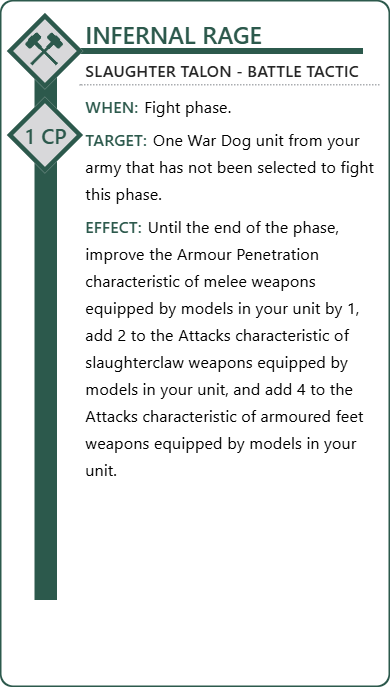 INFERNAL RAGE
SLAUGHTER TALON - BATTLE TACTIC
WHEN: Fight phase.
1 CP
TARGET: One War Dog unit from your
army that has not been selected to fight
this phase.
EFFECT: Until the end of the phase,
improve the Armour Penetration
characteristic of melee weapons
equipped by models in your unit by 1,
add 2 to the Attacks characteristic of
slaughterclaw weapons equipped by
models in your unit, and add 4 to the
Attacks characteristic of armoured feet
weapons equipped by models in your
unit.